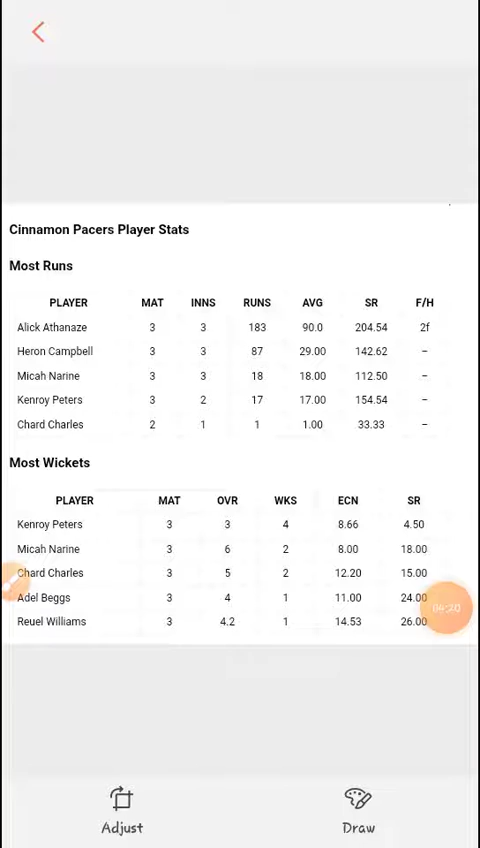 Cinnamon Pacers Player Stats
Most Runs
PLAYER MAT INNS RUNS AVG SR F/H
Alick Athanaze 3 3 183 90.0 204.54 2f
Heron Campbell 3 3 87 29.00 142.62 –
Micah Narine 3 3 18 18.00 112.50 –
Kenroy Peters 3 2 17 17.00 154.54 –
Chard Charles 2 1 1 1.00 33.33 –
Most Wickets
PLAYER MAT OVR WKS ECN SR
Kenroy Peters 3 3 4 8.66 4.50
Micah Narine 3 6 2 8.00 18.00
Chard Charles 3 5 2 12.20 15.00
Adel Beggs 3 4 1 11.00 24.00
Reuel Williams 3 4.2 1 14.53 26.00
Adjust Draw